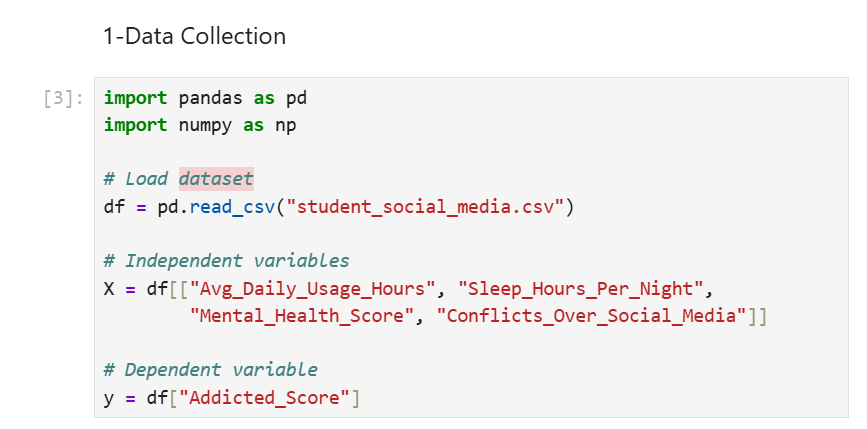 1-Data Collection
[3]:
import pandas as pd
import numpy as np
# Load dataset
df = pd.read_csv("student_social_media.csv")
# Independent variables
X = df[["Avg_Daily_Usage_Hours", "Sleep_Hours_Per_Night",
"Mental_Health_Score", "Conflicts_Over_Social_Media"]]
# Dependent variable
y = df["Addicted_Score"]